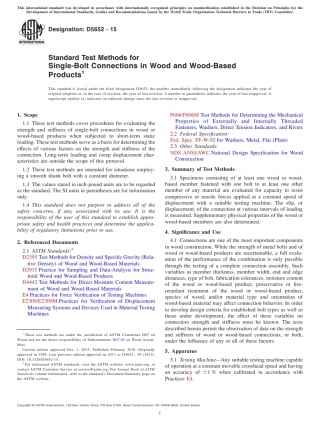 This international standard was developed in accordance with internationally recognized principles on standardization established in the Decision on Principles for the
Development of International Standards, Guides and Recommendations issued by the World Trade Organization Technical Barriers to Trade (TBT) Committee.
Designation: D5652 − 15
INTERNATIONAL
Standard Test Methods for
Single-Bolt Connections in Wood and Wood-Based
Products¹
This standard is issued under the fixed designation D5652; the number immediately following the designation indicates the year of
original adoption or, in the case of revision, the year of last revision. A number in parentheses indicates the year of last reapproval. A
superscript epsilon (ε) indicates an editorial change since the last revision or reapproval.
1. Scope
1.1 These test methods cover procedures for evaluating the
strength and stiffness of single-bolt connections in wood or
wood-based products when subjected to short-term static
loading. These test methods serve as a basis for determining the
effects of various factors on the strength and stiffness of the
connection. Long-term loading and creep displacement char-
acteristics are outside the scope of this protocol.
1.2 These test methods are intended for situations employ-
ing a smooth shank bolt with a constant diameter.
1.3 The values stated in inch-pound units are to be regarded
as the standard. The SI units in parentheses are for information
only.
1.4 This standard does not purport to address all of the
safety concerns, if any, associated with its use. It is the
responsibility of the user of this standard to establish appro-
priate safety and health practices and determine the applica-
bility of regulatory limitations prior to use.
2. Referenced Documents
2.1 ASTM Standards:²
D2395 Test Methods for Density and Specific Gravity (Rela-
tive Density) of Wood and Wood-Based Materials
D2915 Practice for Sampling and Data-Analysis for Struc-
tural Wood and Wood-Based Products
D4442 Test Methods for Direct Moisture Content Measure-
ment of Wood and Wood-Based Materials
E4 Practices for Force Verification of Testing Machines
E2309/E2309M Practices for Verification of Displacement
Measuring Systems and Devices Used in Material Testing
Machines
¹ These test methods are under the jurisdiction of ASTM Committee D07 on
Wood and are the direct responsibility of Subcommittee D07.05 on Wood Assem-
blies.
Current edition approved Dec. 1, 2015. Published February 2016. Originally
approved in 1995. Last previous edition approved in 2013 as D5652 – 95 (2013).
DOI: 10.1520/D5652-15.
² For referenced ASTM standards, visit the ASTM website, www.astm.org, or
contact ASTM Customer Service at service@astm.org. For Annual Book of ASTM
Standards volume information, refer to the standard's Document Summary page on
the ASTM website.
F606/F606M Test Methods for Determining the Mechanical
Properties of Externally and Internally Threaded
Fasteners, Washers, Direct Tension Indicators, and Rivets
2.2 Federal Specification:
Fed. Spec. FF-W-92 for Washers, Metal, Flat (Plain)
2.3 Other Standards:
NDS ANSI/AWC National Design Specification for Wood
Construction
3. Summary of Test Methods
3.1 Specimens consisting of at least one wood or wood-
based member fastened with one bolt to at least one other
member of any material are evaluated for capacity to resist
compressive or tensile forces applied at a constant rate of
displacement with a suitable testing machine. The slip, or
displacement, of the connection at various intervals of loading
is measured. Supplementary physical properties of the wood or
wood-based members are also determined.
4. Significance and Use
4.1 Connections are one of the most important components
in wood construction. While the strength of metal bolts and of
wood or wood-based products are ascertainable, a full evalu-
ation of the performance of the combination is only possible
through the testing of a complete connection assembly. Such
variables as member thickness, member width, end and edge
distances, type of bolt, fabrication tolerances, moisture content
of the wood or wood-based product, preservative or fire-
retardant treatment of the wood or wood-based product,
species of wood, and/or material type and orientation of
wood-based material may affect connection behavior. In order
to develop design criteria for established bolt types as well as
those under development, the effect of these variables on
connection strength and stiffness must be known. The tests
described herein permit the observation of data on the strength
and stiffness of wood or wood-based connections, or both,
under the influence of any or all of these factors.
5. Apparatus
5.1 Testing Machine—Any suitable testing machine capable
of operation at a constant movable crosshead speed and having
an accuracy of ±1 % when calibrated in accordance with
Practices E4.
Copyright © ASTM International, 100 Barr Harbor Drive, PO Box C700, West Conshohocken, PA 19428-2959. United States
1